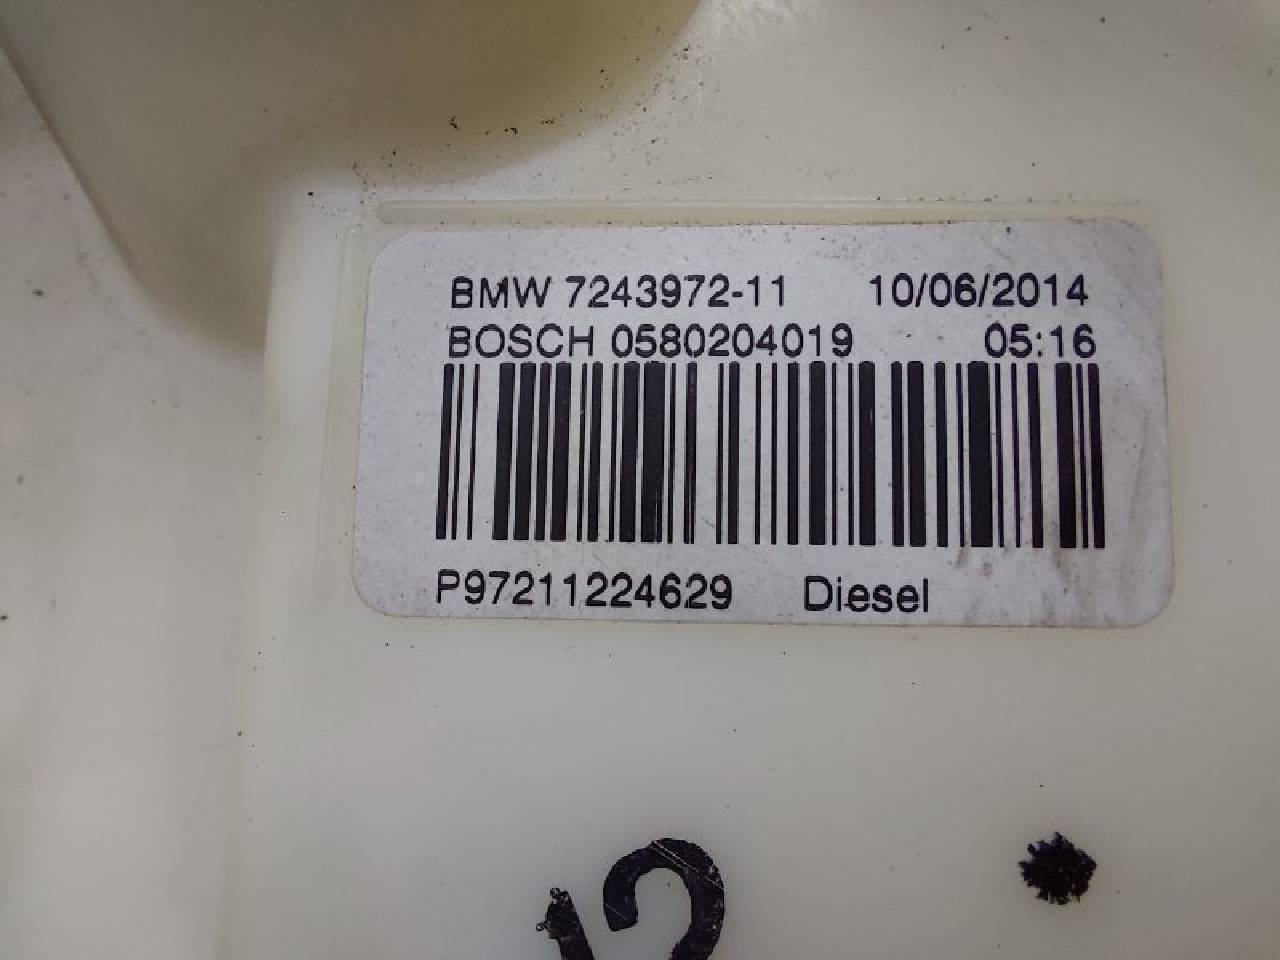 BMW 7243972-11 10/06/2014
BOSCH 0580204019 05:16
P97211224629 Diesel